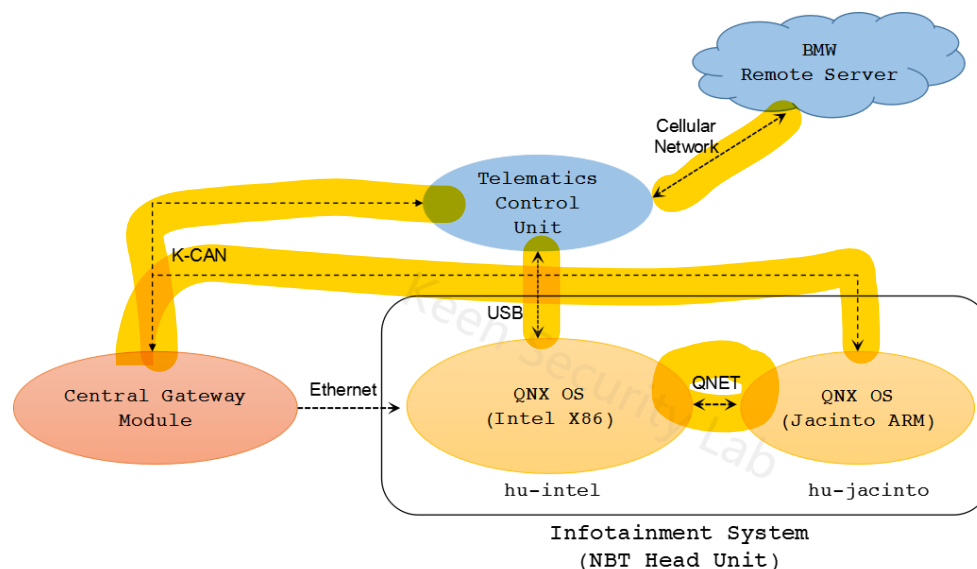 BMW
Remote Server
Cellular
Network
Telematics
Control
Unit
K-CAN
USB
Central Gateway
Module
Ethernet
QNX OS
(Intel X86)
QNET
QNX OS
(Jacinto ARM)
hu-intel
hu-jacinto
Infotainment System
(NBT Head Unit)
Keen Security Lab